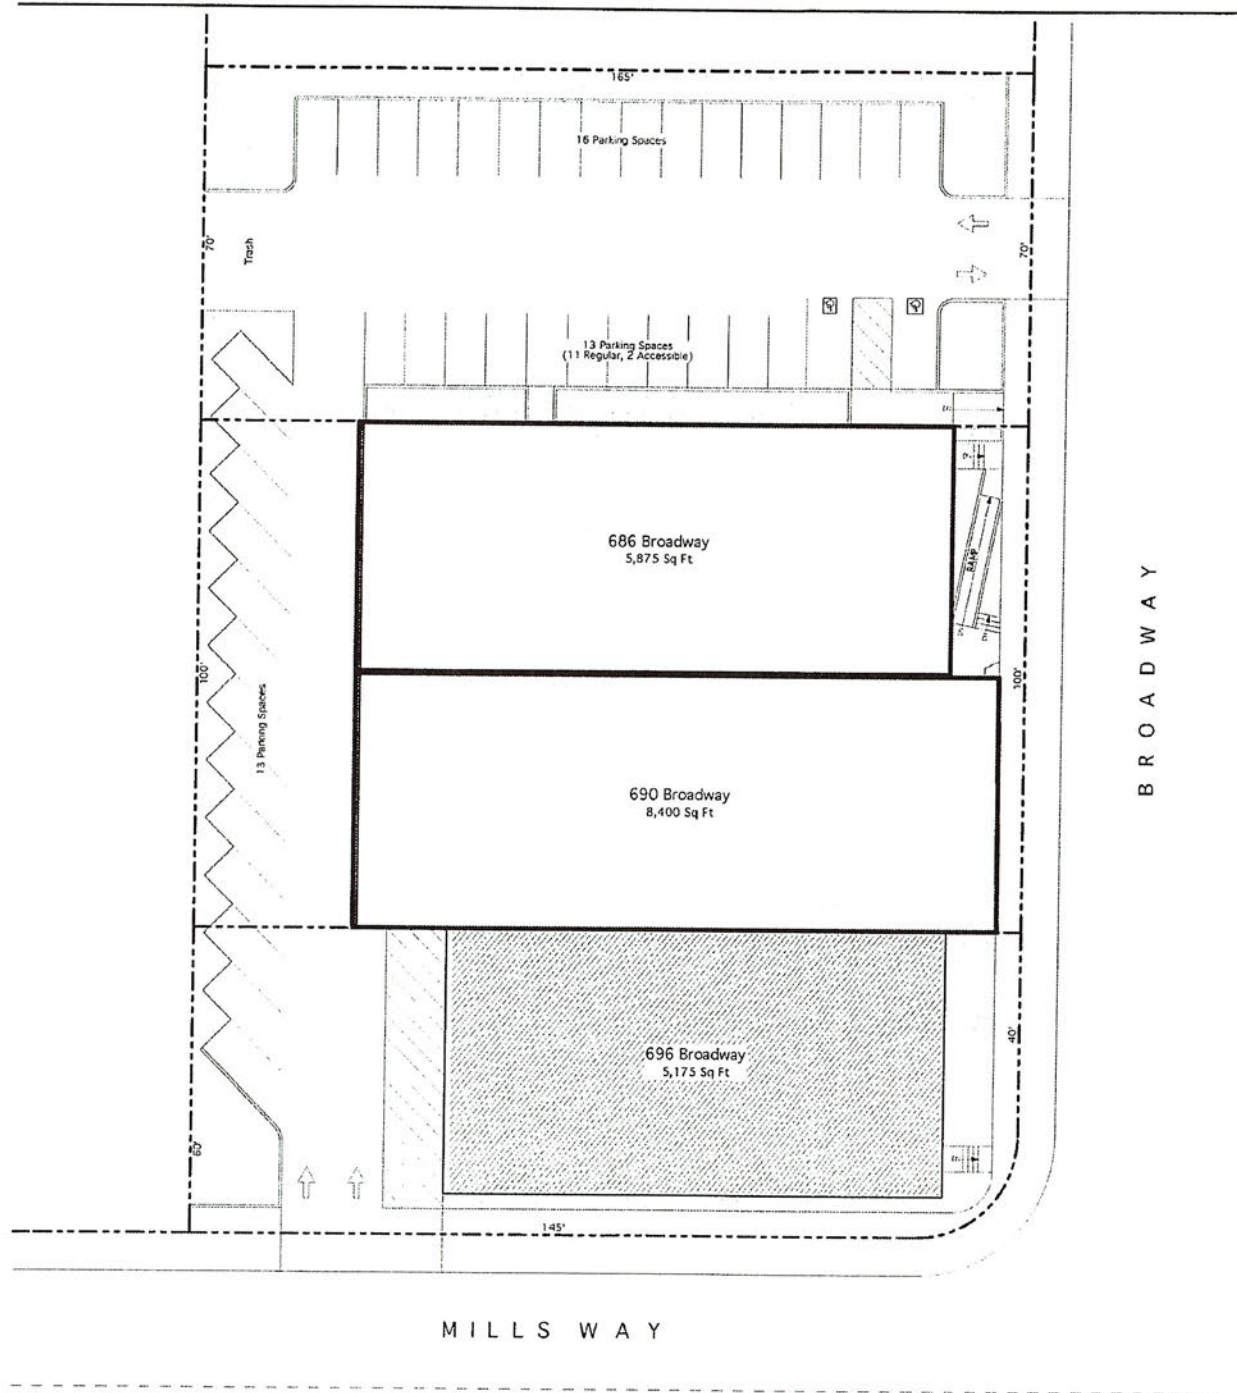 165'
16 Parking Spaces
70'
Trash
70'
13 Parking Spaces
(11 Regular, 2 Accessible)
686 Broadway
5,875 Sq Ft
RAMP
100'
13 Parking Spaces
100'
BROADWAY
690 Broadway
8,400 Sq Ft
696 Broadway
5,175 Sq Ft
40'
60'
145'
MILLS WAY